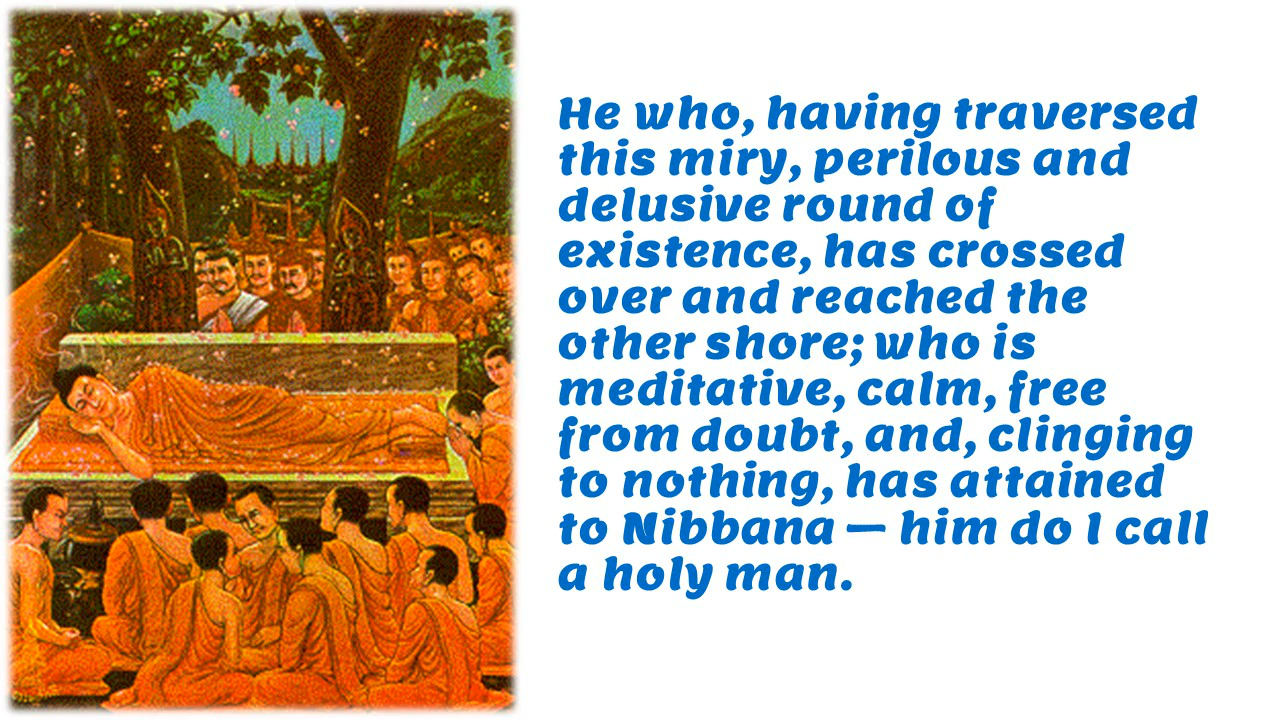 He who, having traversed
this miry, perilous and
delusive round of
existence, has crossed
over and reached the
other shore; who is
meditative, calm, free
from doubt, and, clinging
to nothing, has attained
to Nibbana — him do I call
a holy man.